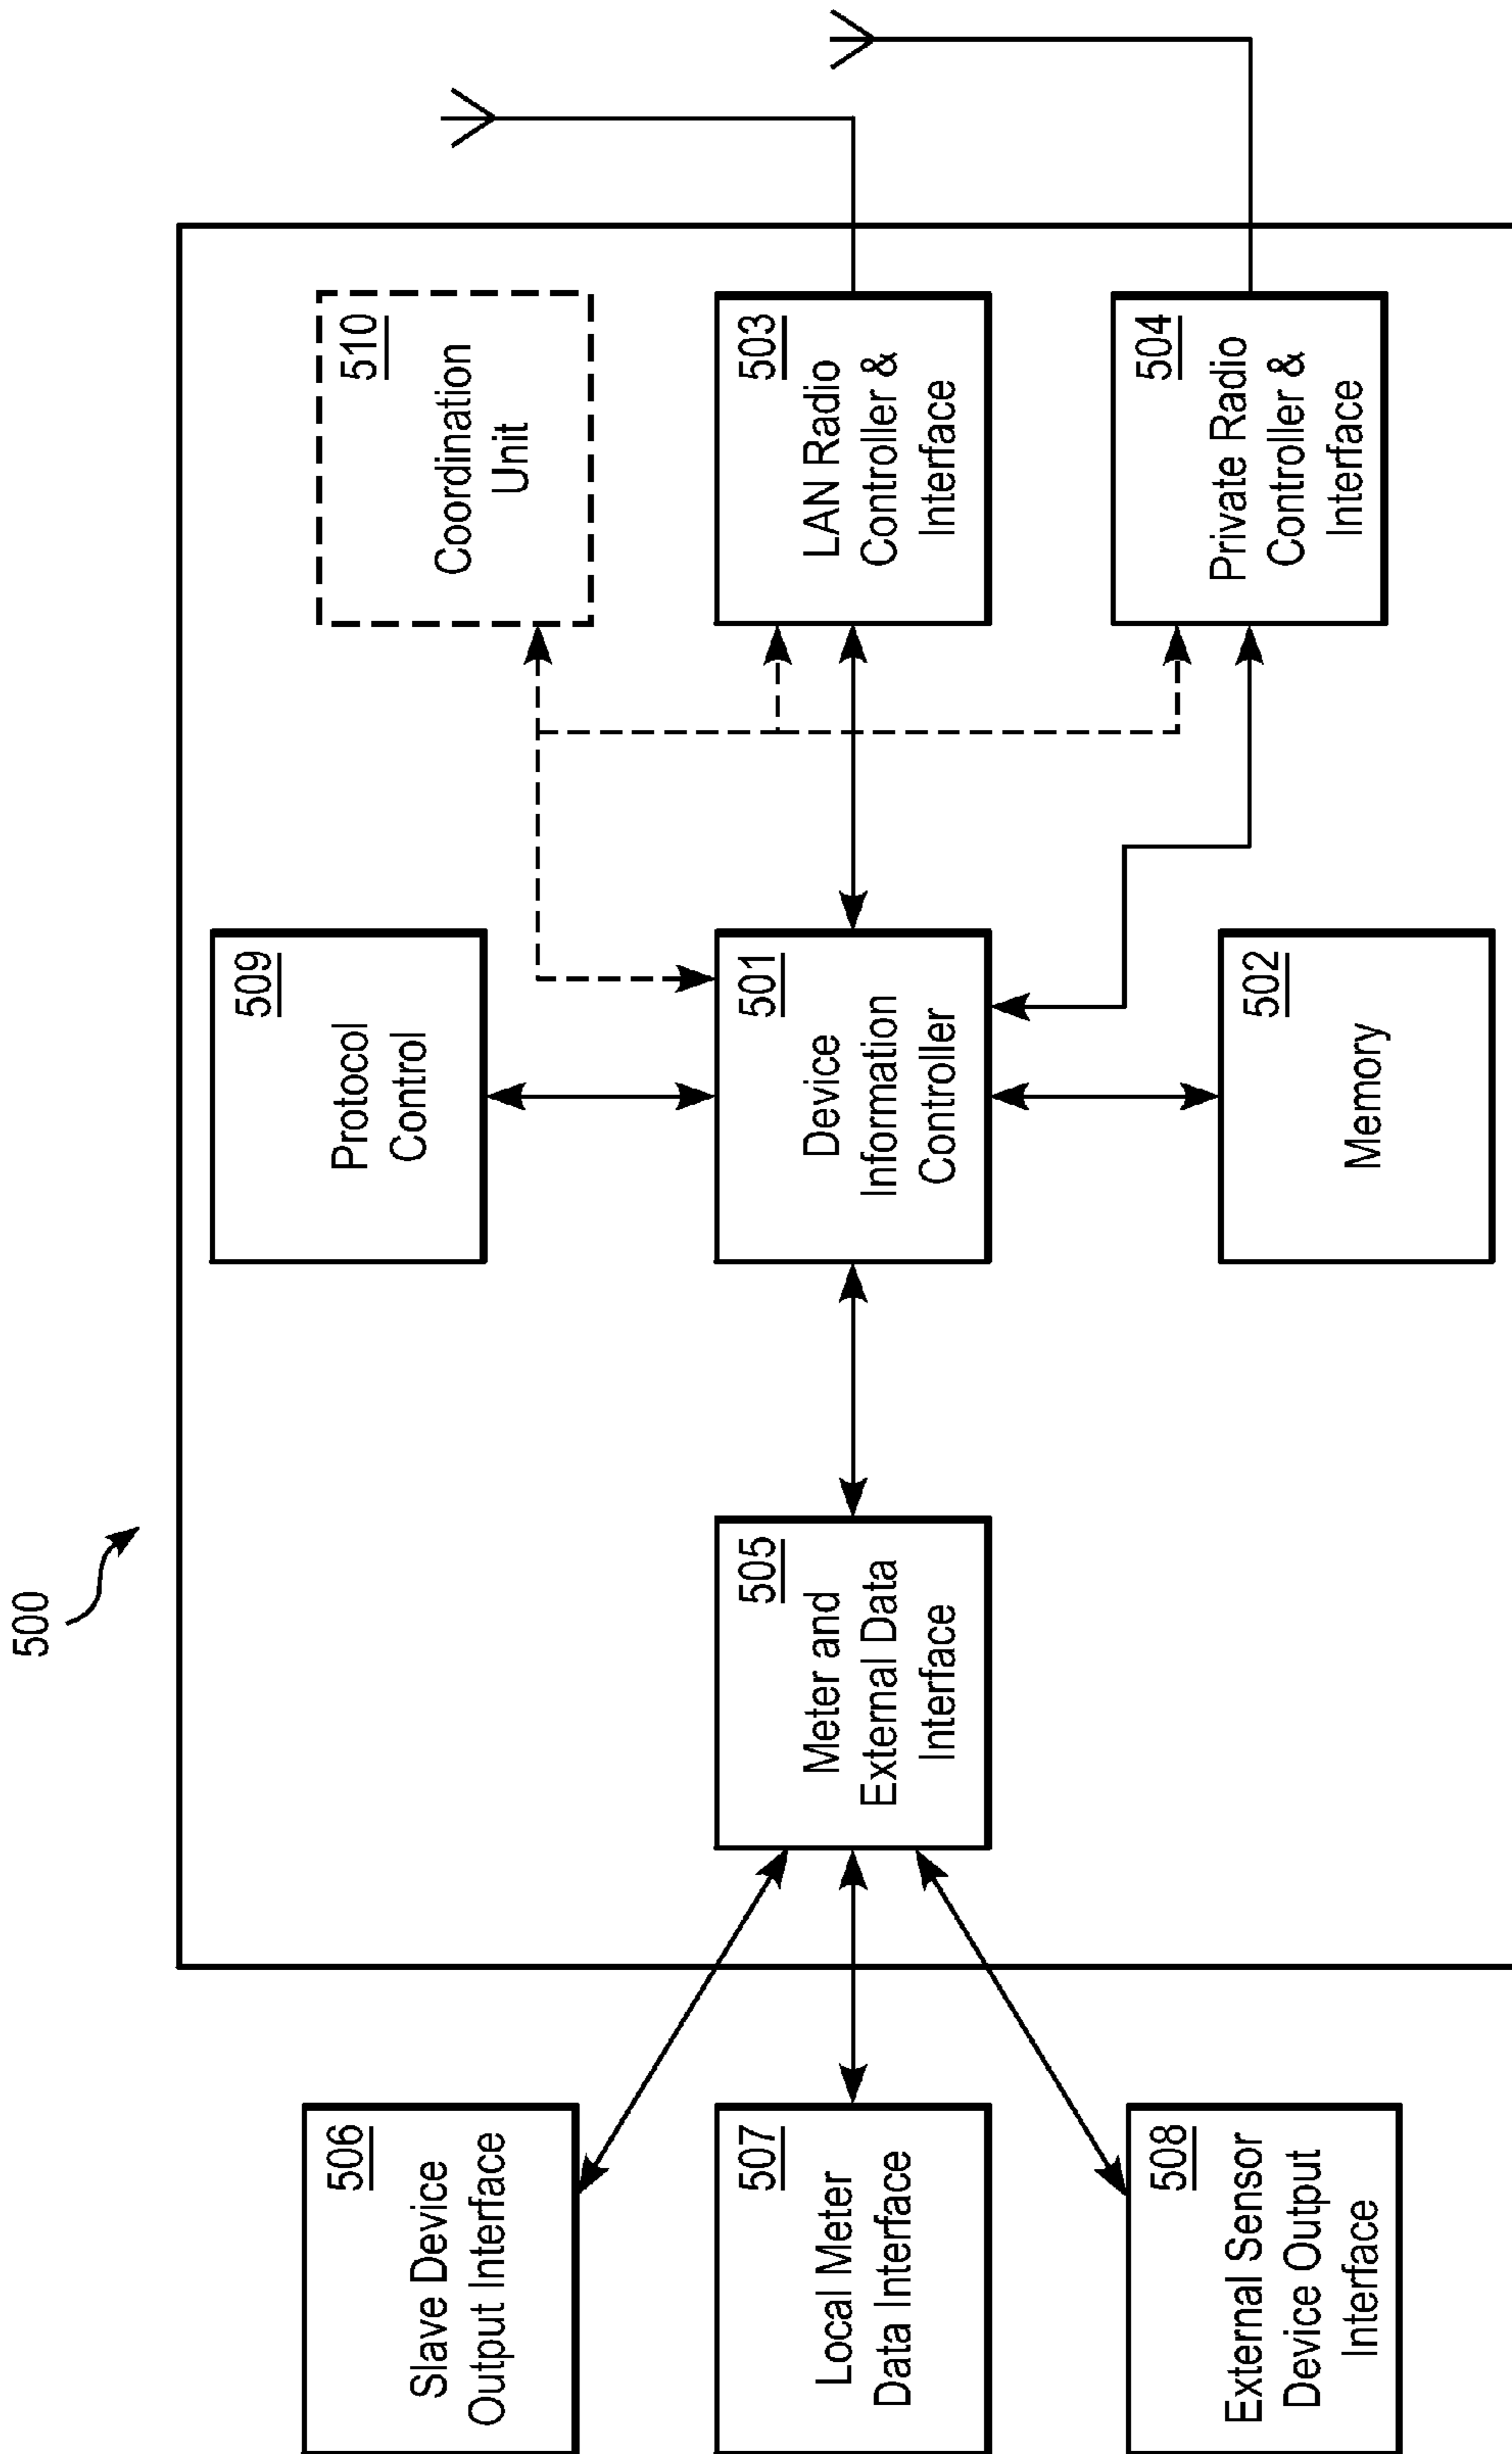 500
506
Slave Device
Output Interface
507
Local Meter
Data Interface
508
External Sensor
Device Output
Interface
505
Meter and
External Data
Interface
509
Protocol
Control
501
Device
Information
Controller
502
Memory
510
Coordination
Unit
503
LAN Radio
Controller &
Interface
504
Private Radio
Controller &
Interface